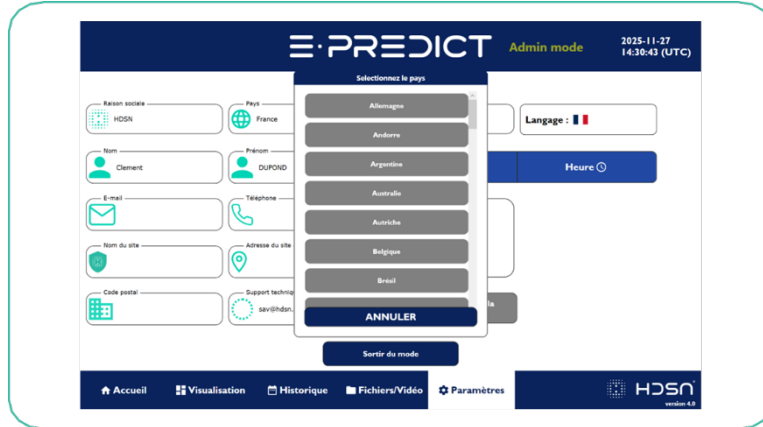 E·PREDICT
Admin mode
2025-11-27
14:30:43 (UTC)
Selectionnez le pays
Raison sociale
HDSN
Pays
France
Allemagne
Andorre
Langage :
Nom
Clement
Prénom
DUPOND
Argentine
Heure
E-mail
Téléphone
Australie
Autriche
Nom du site
Adresse du site
Belgique
Brésil
Code postal
Support techniq
sav@hdsn.
la
ANNULER
Sortir du mode
Accueil
Visualisation
Historique
Fichiers/Vidéo
Paramètres
HDSN
version 4.0